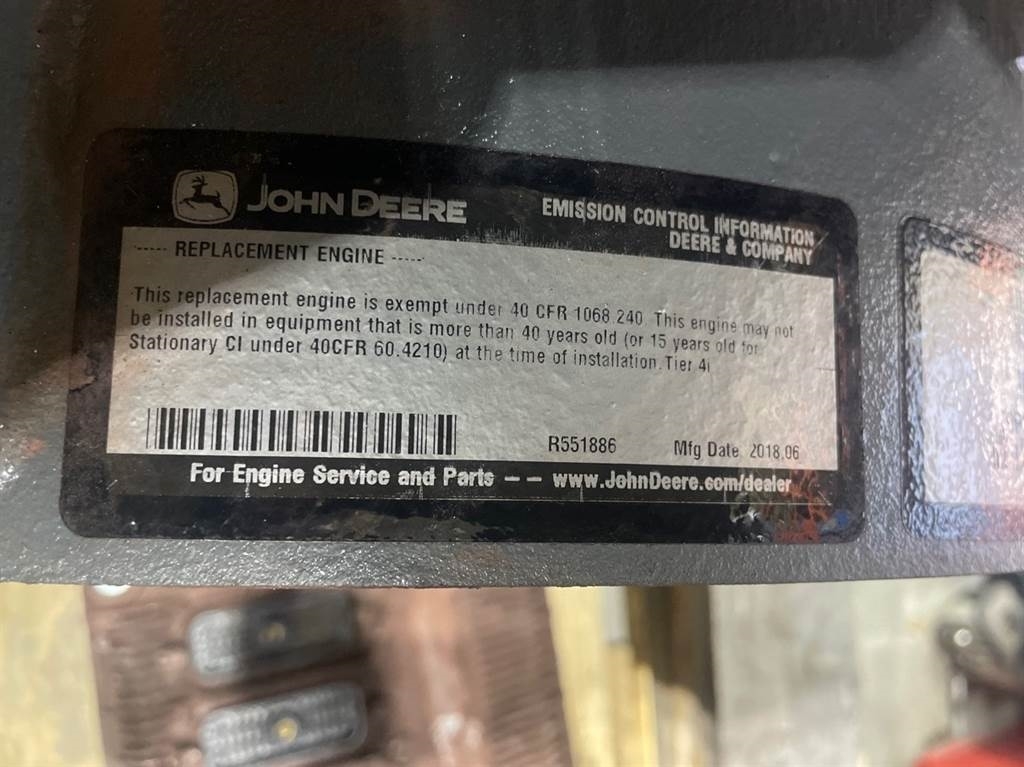 JOHN DEERE
EMISSION CONTROL INFORMATION
DEERE & COMPANY
----- REPLACEMENT ENGINE -----
This replacement engine is exempt under 40 CFR 1068.240. This engine may not
be installed in equipment that is more than 40 years old (or 15 years old for
Stationary CI under 40CFR 60.4210) at the time of installation. Tier 4i
R551886 Mfg Date 2018.06
For Engine Service and Parts -- www.JohnDeere.com/dealer